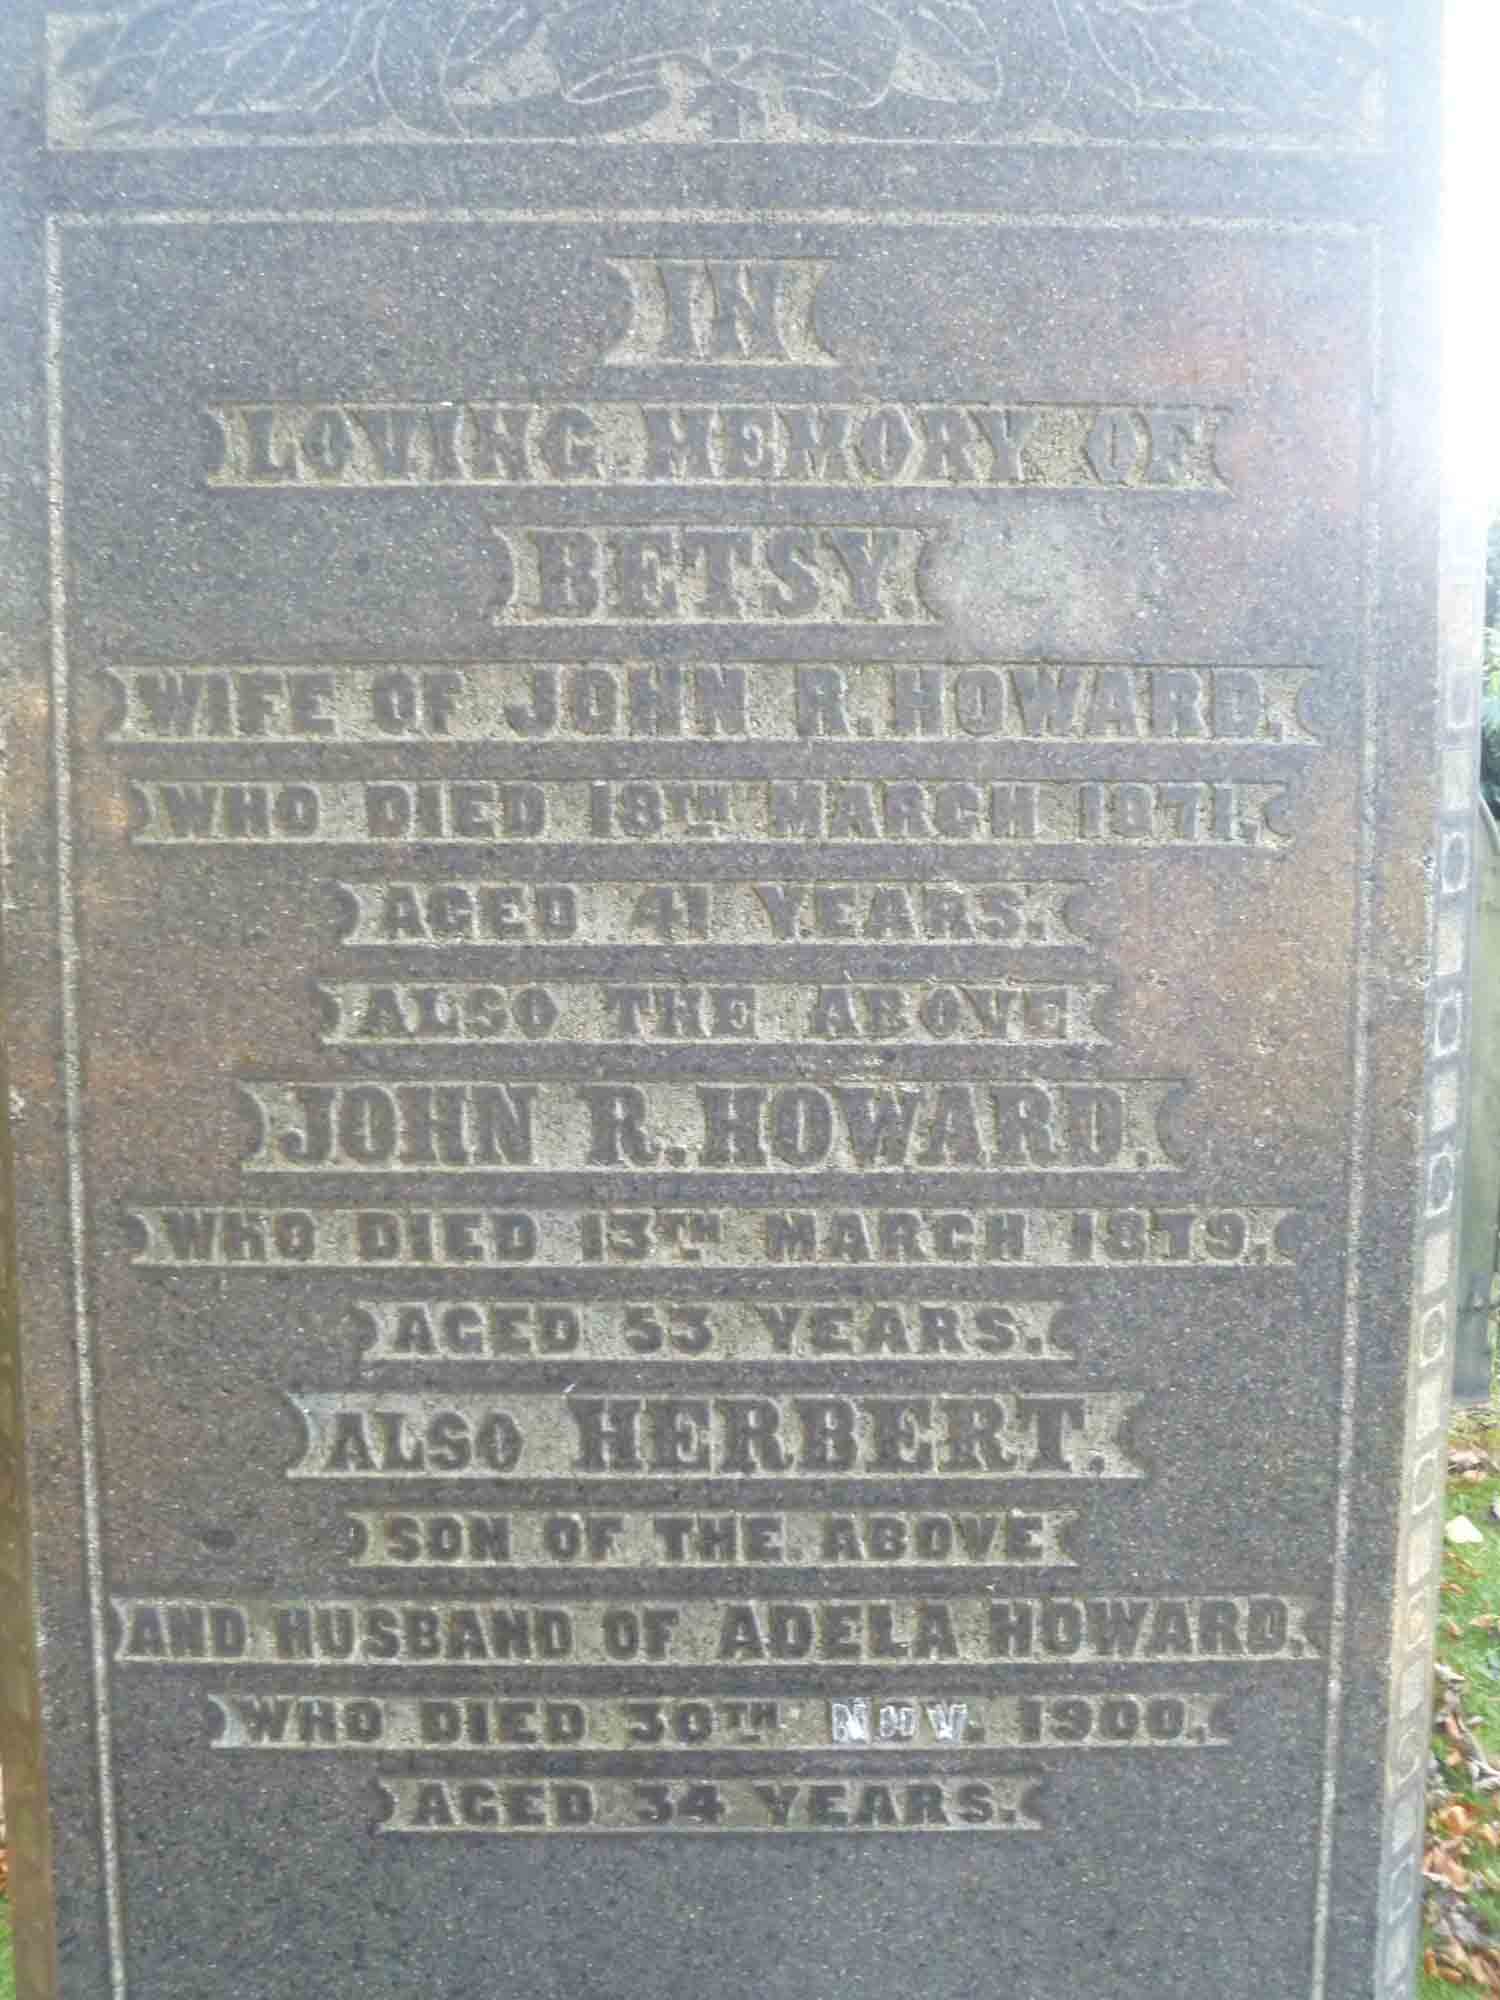 IN
LOVING MEMORY OF
BETSY.
WIFE OF JOHN R. HOWARD.
WHO DIED 18TH MARCH 1871.
AGED 41 YEARS.
ALSO THE ABOVE
JOHN R. HOWARD.
WHO DIED 13TH MARCH 1879.
AGED 53 YEARS.
ALSO HERBERT.
SON OF THE ABOVE
AND HUSBAND OF ADELA HOWARD.
WHO DIED 30TH NOV. 1900.
AGED 34 YEARS.